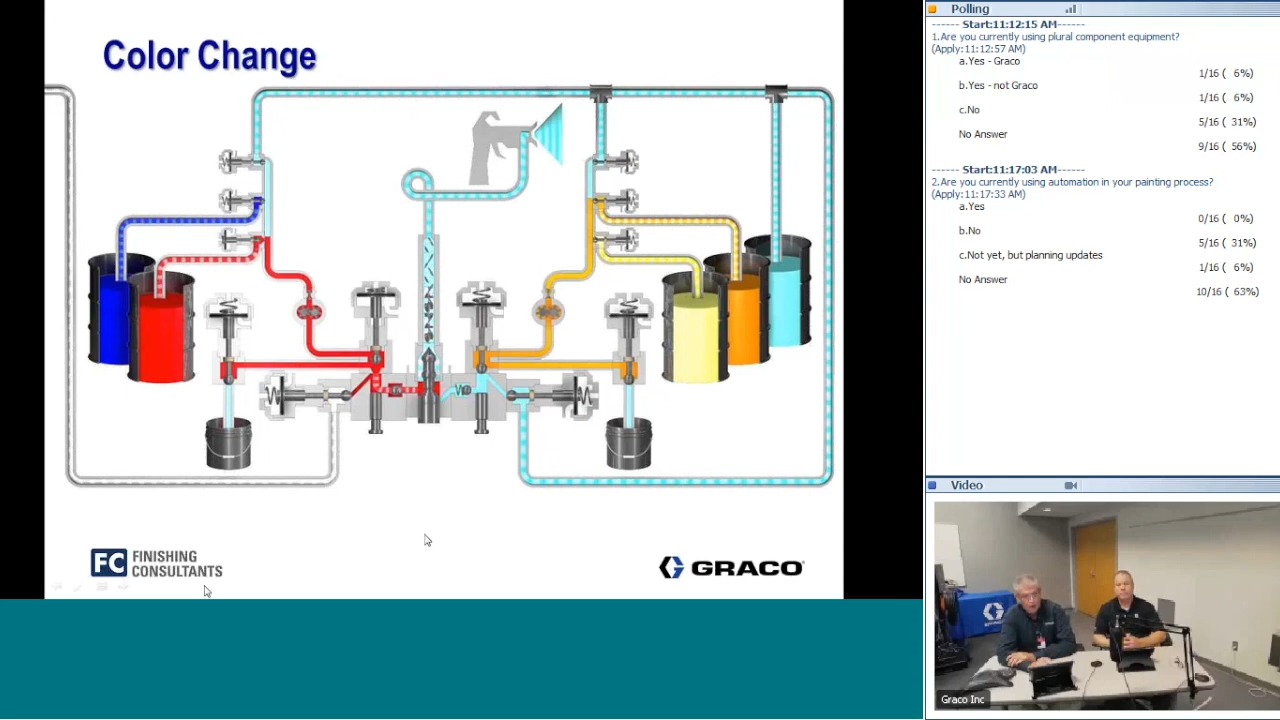 Color Change
FC FINISHING
CONSULTANTS
GRACO
Polling
------ Start:11:12:15 AM------
1.Are you currently using plural component equipment?
(Apply:11:12:57 AM)
a.Yes - Graco
1/16 ( 6%)
b.Yes - not Graco
1/16 ( 6%)
c.No
5/16 ( 31%)
No Answer
9/16 ( 56%)
------ Start:11:17:03 AM------
2.Are you currently using automation in your painting process?
(Apply:11:17:33 AM)
a.Yes
0/16 ( 0%)
b.No
5/16 ( 31%)
c.Not yet, but planning updates
1/16 ( 6%)
No Answer
10/16 ( 63%)
Video
Graco Inc